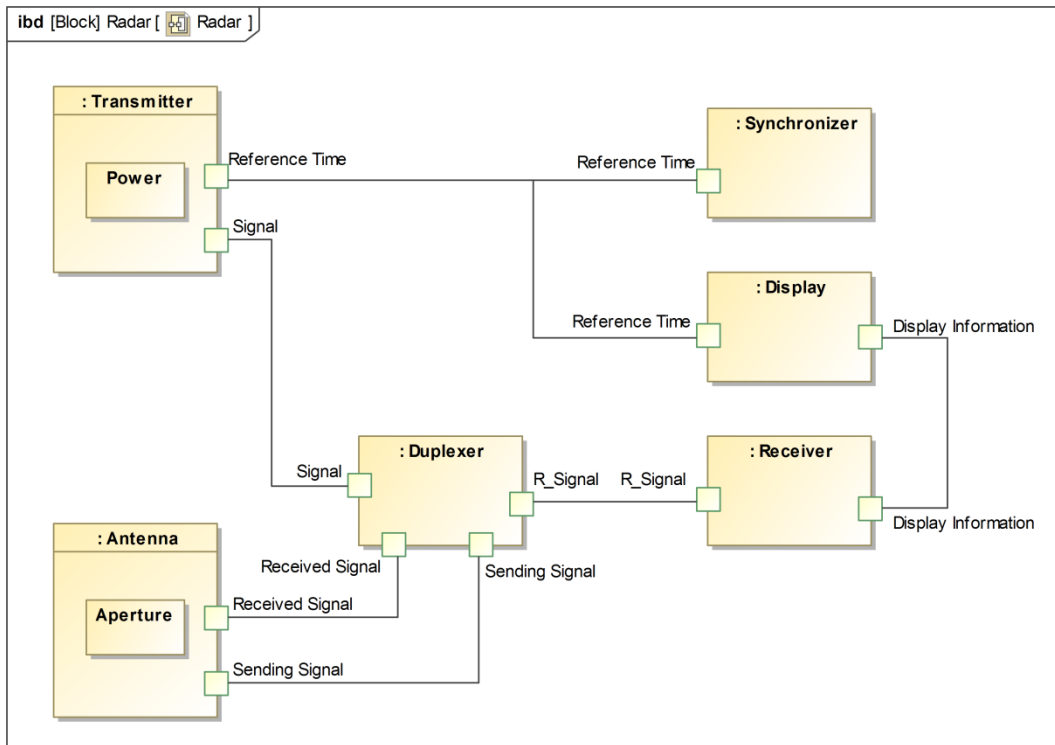 ibd [Block] Radar [ Radar ]
: Transmitter
Power
Reference Time
Signal
Reference Time
: Synchronizer
: Display
Reference Time
Display Information
: Duplexer
Signal
R_Signal
R_Signal
: Receiver
Display Information
Received Signal
Sending Signal
: Antenna
Aperture
Received Signal
Sending Signal